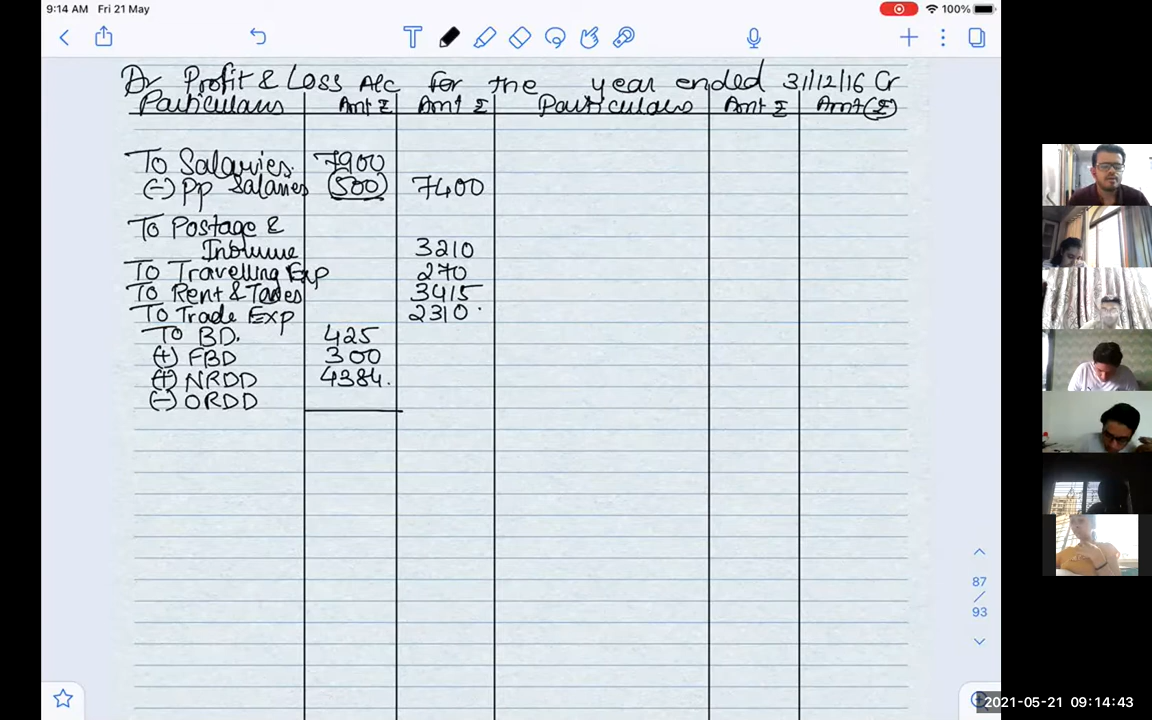 9:14 AM Fri 21 May
100%
Dr Profit & Loss A/c for the year ended 31/12/16 Cr
Particulars Amt ₹ Amt ₹ Particulars Amt ₹ Amt (₹)
To Salaries. 7900
(-) Pp Salaries (500) 7400
To Postage &
3210
To Travelling Exp 270
To Rent & Taxes 3415
To Trade Exp 2310
To BD. 425
(+) FBD 300
(+) NRDD 4384.
(-) ORDD
87
/
93
2021-05-21 09:14:43